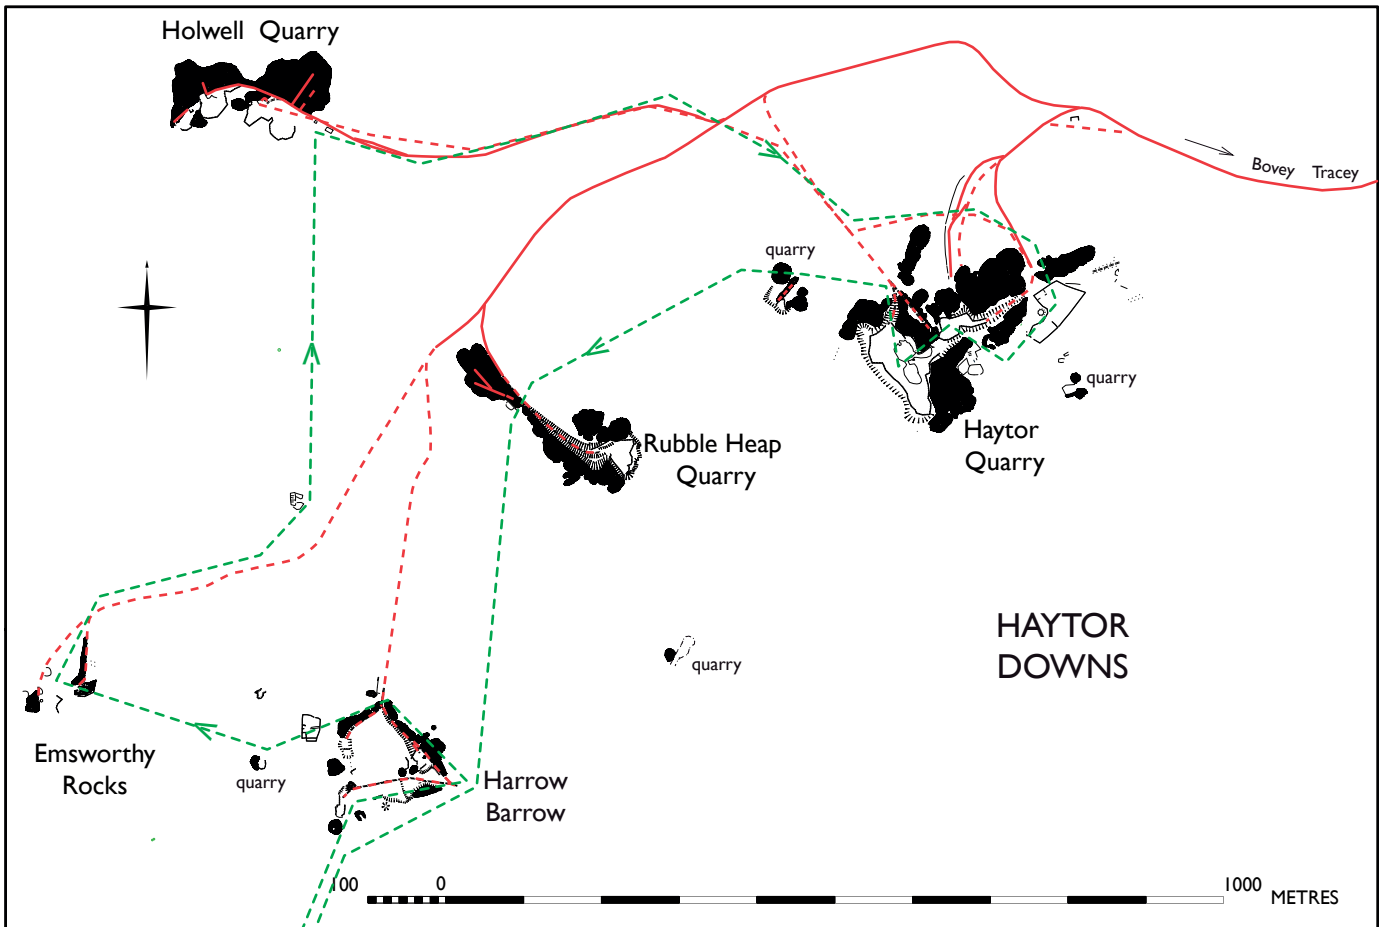 Holwell Quarry
Bovey Tracey
quarry
quarry
Haytor
Quarry
Rubble Heap
Quarry
HAYTOR
DOWNS
quarry
Emsworthy
Rocks
quarry
Harrow
Barrow
100 0 1000 METRES